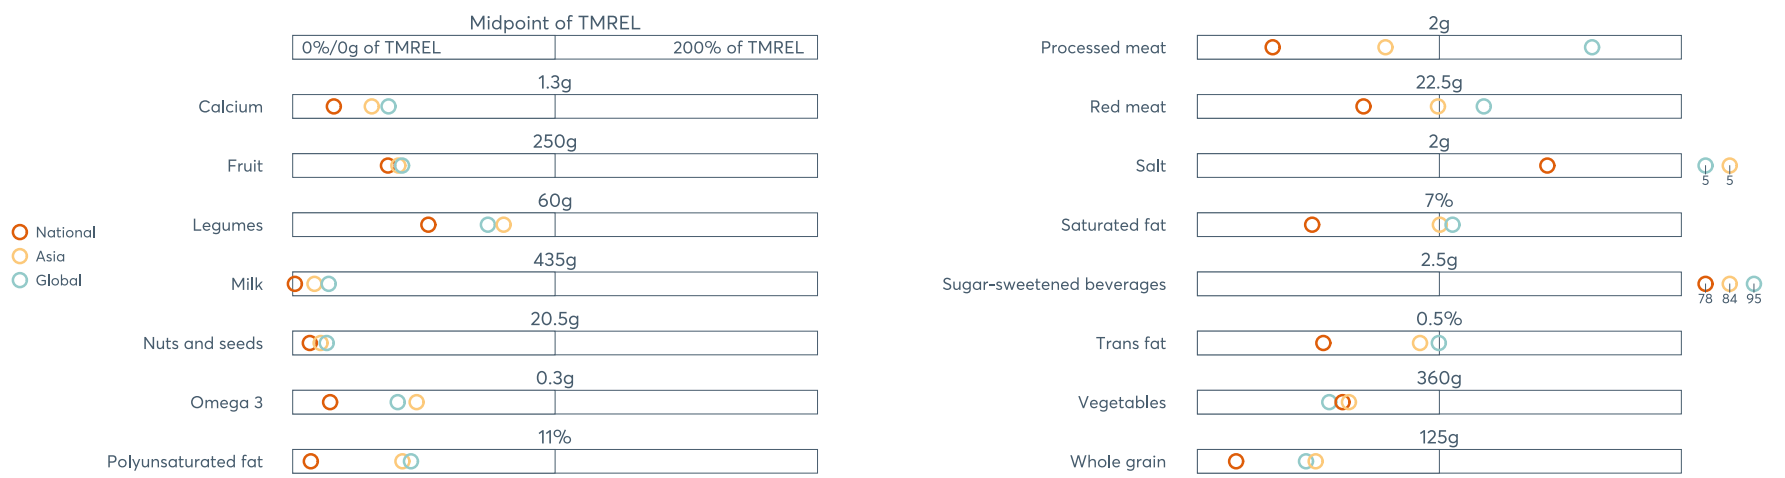 Midpoint of TMREL
0%/0g of TMREL 200% of TMREL
1.3g
Calcium
250g
Fruit
60g
Legumes
National
Asia
Global
435g
Milk
20.5g
Nuts and seeds
0.3g
Omega 3
11%
Polyunsaturated fat
2g
Processed meat
22.5g
Red meat
2g
Salt
5 5
7%
Saturated fat
2.5g
Sugar-sweetened beverages
78 84 95
0.5%
Trans fat
360g
Vegetables
125g
Whole grain